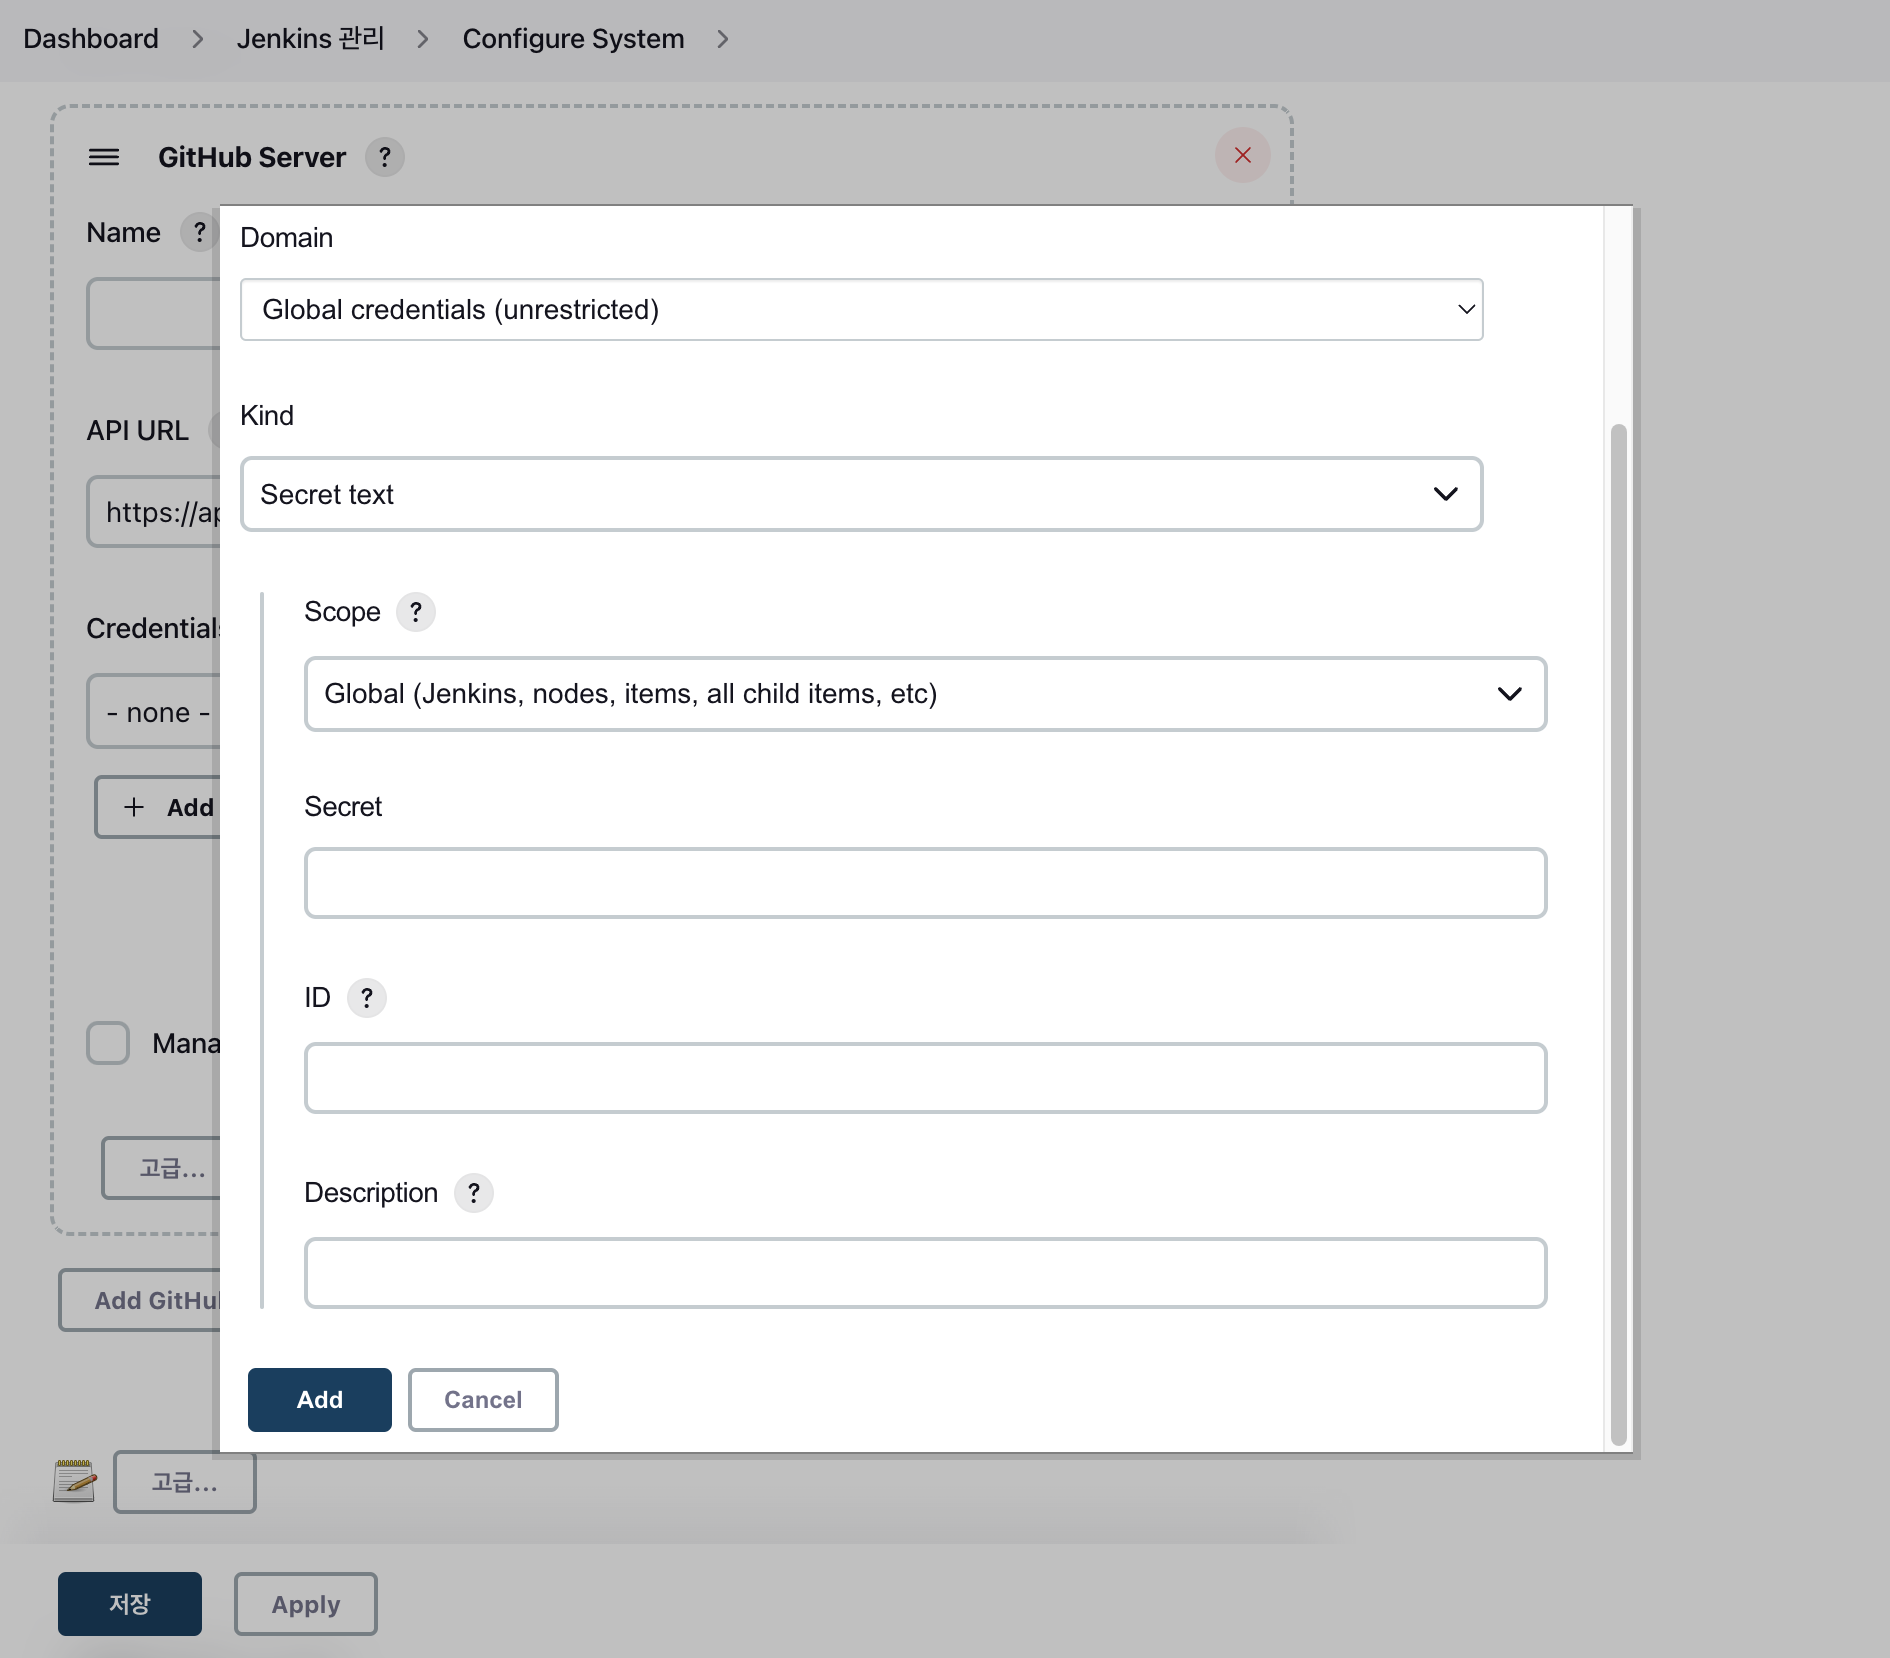 Dashboard > Jenkins 관리 > Configure System >
GitHub Server ?
Name ?
API URL
https://ap
Credentials
- none -
+ Add
Mana
고급...
Add GitHu
고급...
저장 Apply
Domain
Global credentials (unrestricted)
Kind
Secret text
Scope ?
Global (Jenkins, nodes, items, all child items, etc)
Secret
ID ?
Description ?
Add Cancel